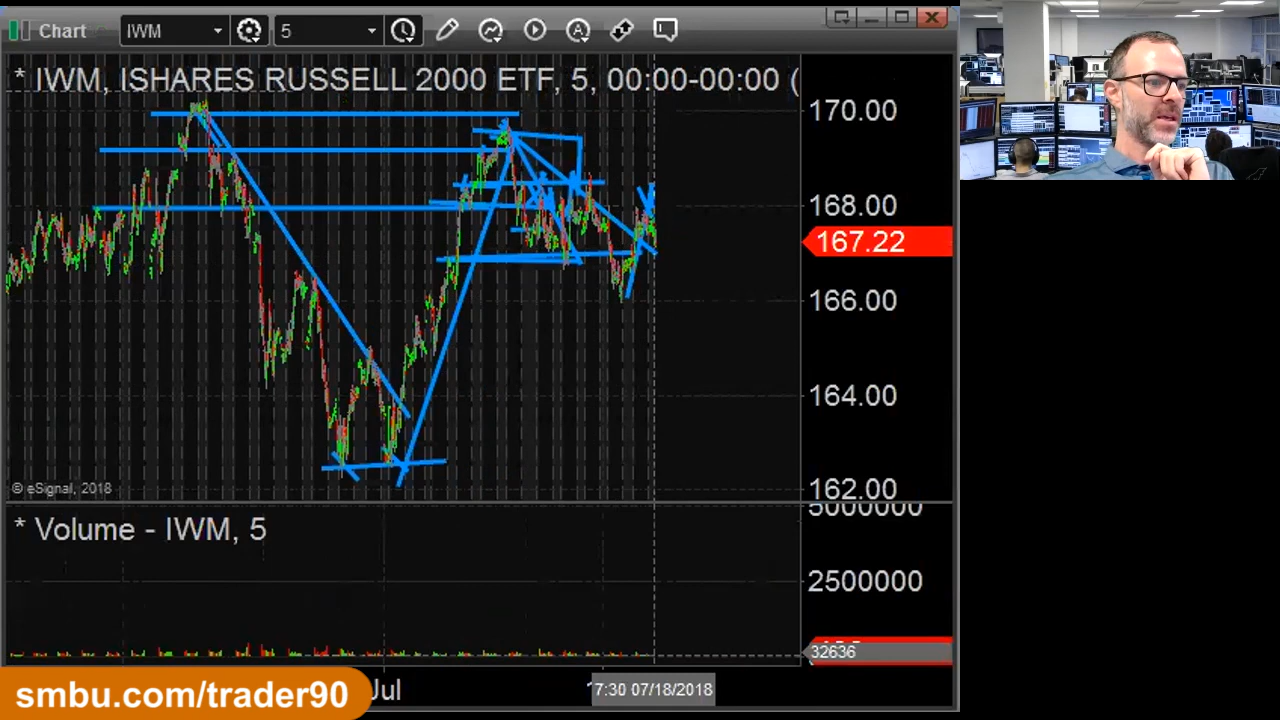 Chart IWM 5
* IWM, ISHARES RUSSELL 2000 ETF, 5, 00:00-00:00 (
170.00
168.00
167.22
166.00
164.00
162.00
© eSignal, 2018
5000000
* Volume - IWM, 5
2500000
32636
Jul
7:30 07/18/2018
smbu.com/trader90